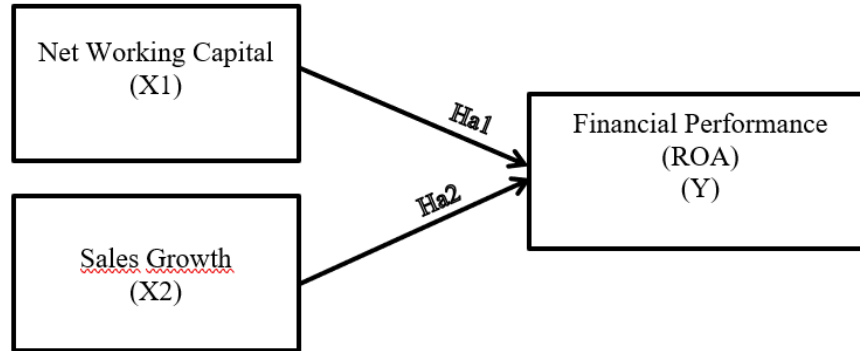 Net Working Capital
(X1)
Ha1
Financial Performance
(ROA)
(Y)
Ha2
Sales Growth
(X2)